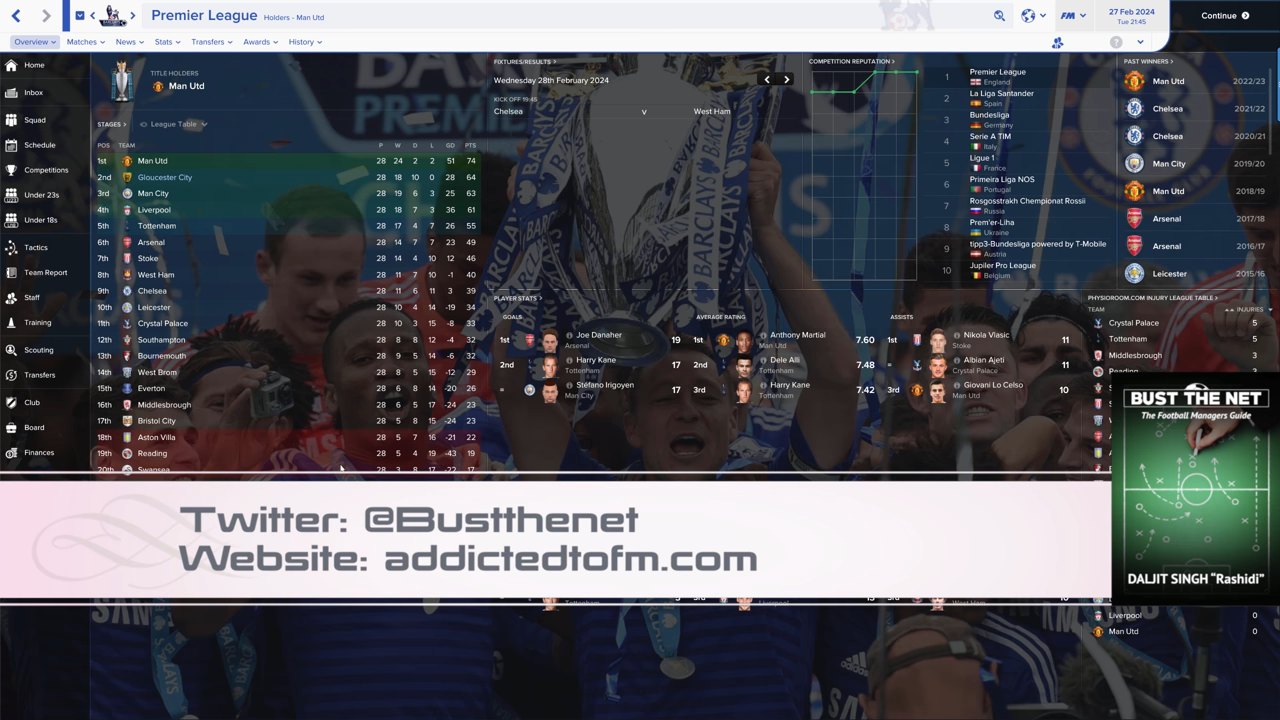 Premier League
Holders - Man Utd
FM
27 Feb 2024
Tue 21:45
Continue
Overview
Matches
News
Stats
Transfers
Awards
History
Home
Inbox
Squad
Schedule
Competitions
Under 23s
Under 18s
Tactics
Team Report
Staff
Training
Scouting
Transfers
Club
Board
Finances
TITLE HOLDERS
Man Utd
STAGES >
League Table
POS TEAM P W D L GD PTS
1st Man Utd 28 24 2 2 51 74
2nd Gloucester City 28 18 10 0 28 64
3rd Man City 28 19 6 3 25 63
4th Liverpool 28 18 7 3 36 61
5th Tottenham 28 17 4 7 26 55
6th Arsenal 28 14 7 7 23 49
7th Stoke 28 14 4 10 12 46
8th West Ham 28 11 7 10 -1 40
9th Chelsea 28 11 6 11 3 39
10th Leicester 28 10 4 14 -19 34
11th Crystal Palace 28 10 3 15 -8 33
12th Southampton 28 8 8 12 -4 32
13th Bournemouth 28 9 5 14 -6 32
14th West Brom 28 8 5 15 -12 29
15th Everton 28 6 8 14 -20 26
16th Middlesbrough 28 6 5 17 -24 23
17th Bristol City 28 5 8 15 -24 23
18th Aston Villa 28 5 7 16 -21 22
19th Reading 28 5 4 19 -43 19
20th Swansea 28 3 8 17 -22 17
FIXTURES/RESULTS >
Wednesday 28th February 2024
KICK OFF 19:45
Chelsea v West Ham
COMPETITION REPUTATION >
1 Premier League
England
2 La Liga Santander
Spain
3 Bundesliga
Germany
4 Serie A TIM
Italy
5 Ligue 1
France
6 Primeira Liga NOS
Portugal
7 Rosgosstrakh Chempionat Rossii
Russia
8 Prem'er-Liha
Ukraine
9 tipp3-Bundesliga powered by T-Mobile
Austria
10 Jupiler Pro League
Belgium
PAST WINNERS >
Man Utd 2022/23
Chelsea 2021/22
Chelsea 2020/21
Man City 2019/20
Man Utd 2018/19
Arsenal 2017/18
Arsenal 2016/17
Leicester 2015/16
PLAYER STATS >
GOALS
1st Joe Danaher 19
Arsenal
2nd Harry Kane 17
Tottenham
= Stéfano Irigoyen 17
Man City
AVERAGE RATING
1st Anthony Martial 7.60
Man Utd
2nd Dele Alli 7.48
Tottenham
3rd Harry Kane 7.42
Tottenham
ASSISTS
1st Nikola Vlasic 11
Stoke
= Albian Ajeti 11
Crystal Palace
3rd Giovani Lo Celso 10
Man Utd
PHYSIOROOM.COM INJURY LEAGUE TABLE >
TEAM INJURIES
Crystal Palace 5
Tottenham 5
Middlesbrough 3
Liverpool 0
Man Utd 0
Twitter: @Bustthenet
Website: addictedtofm.com
BUST THE NET
The Football Managers Guide
DALJIT SINGH "Rashidi"